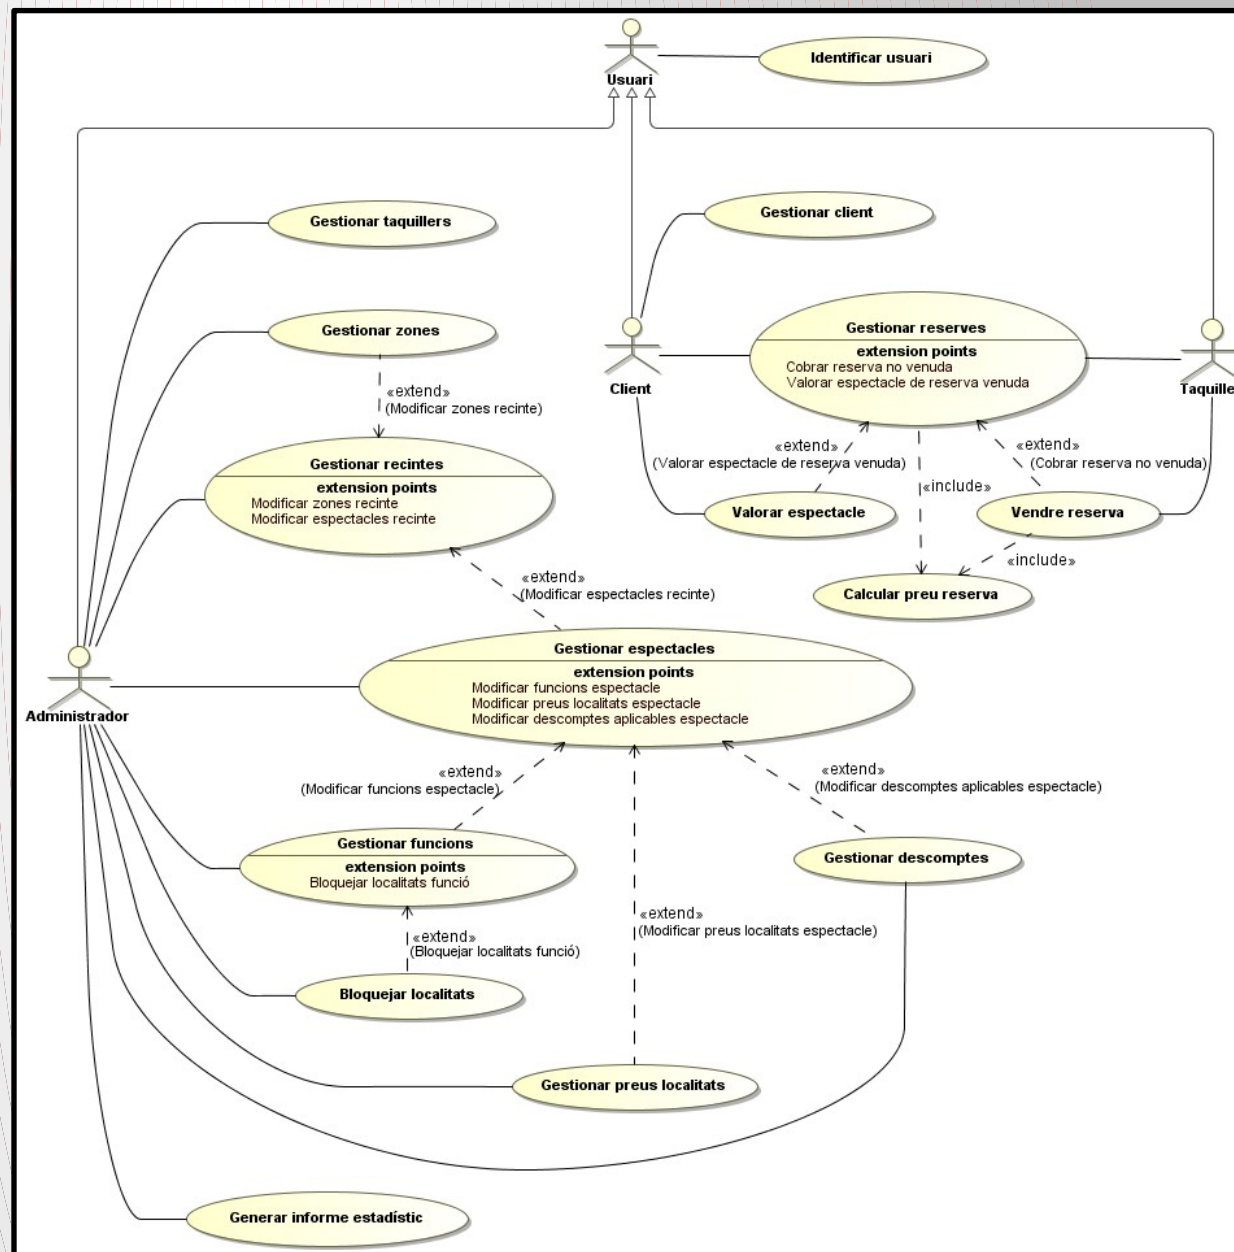 Usuari
Identificar usuari
Gestionar taquillers
Gestionar client
Gestionar zones
«extend»
(Modificar zones recinte)
Client
Gestionar reserves
extension points
Cobrar reserva no venuda
Valorar espectacle de reserva venuda
Taquille
«extend»
(Valorar espectacle de reserva venuda)
«extend»
(Cobrar reserva no venuda)
«include»
Gestionar recintes
extension points
Modificar zones recinte
Modificar espectacles recinte
Valorar espectacle
Vendre reserva
«include»
Calcular preu reserva
«extend»
(Modificar espectacles recinte)
Administrador
Gestionar espectacles
extension points
Modificar funcions espectacle
Modificar preus localitats espectacle
Modificar descomptes aplicables espectacle
«extend»
(Modificar funcions espectacle)
«extend»
(Modificar descomptes aplicables espectacle)
Gestionar funcions
extension points
Bloquejar localitats funció
Gestionar descomptes
«extend»
(Modificar preus localitats espectacle)
«extend»
(Bloquejar localitats funció)
Bloquejar localitats
Gestionar preus localitats
Generar informe estadístic